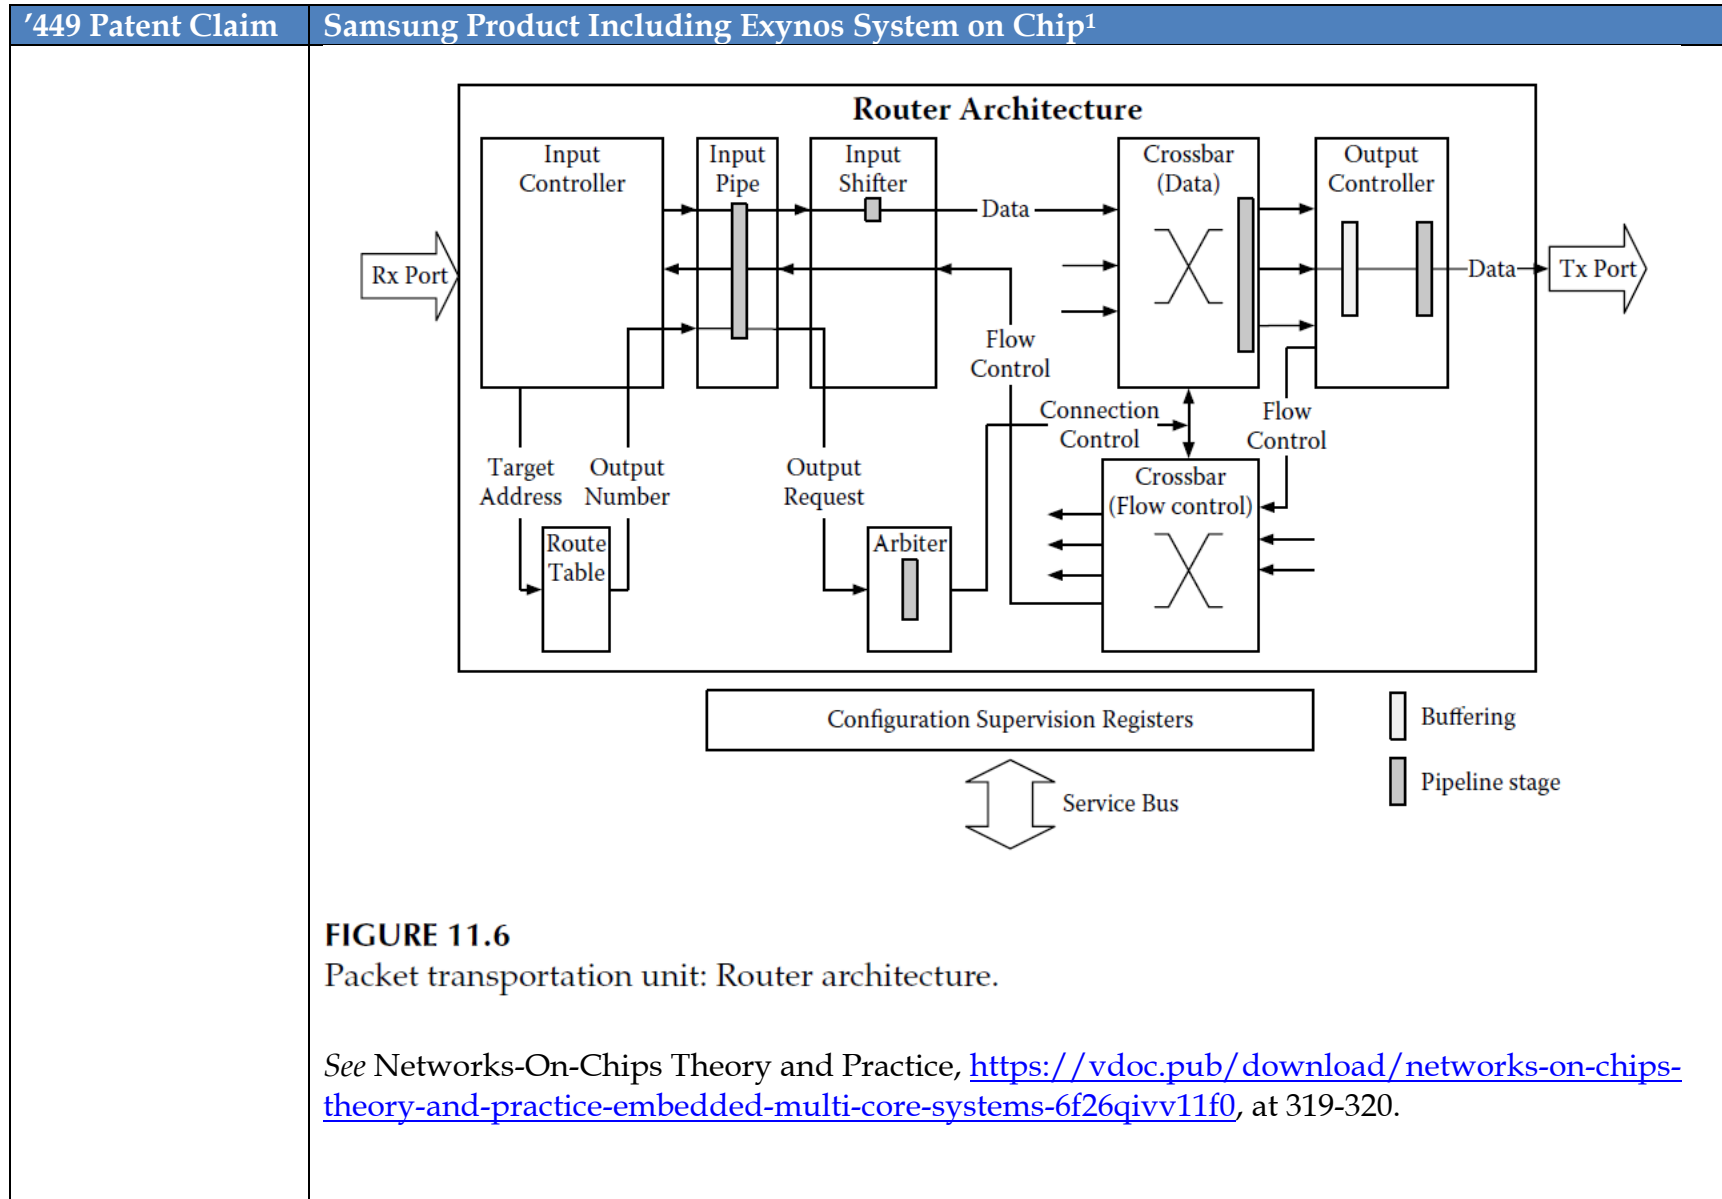 ’449 Patent Claim
Samsung Product Including Exynos System on Chip1
Router Architecture
Input
Controller
Input
Pipe
Input
Shifter
Crossbar
(Data)
Output
Controller
Data
Rx Port
Data
Tx Port
Flow
Control
Connection
Control
Flow
Control
Target
Address
Output
Number
Output
Request
Crossbar
(Flow control)
Route
Table
Arbiter
Configuration Supervision Registers
Buffering
Pipeline stage
Service Bus
FIGURE 11.6
Packet transportation unit: Router architecture.
See Networks-On-Chips Theory and Practice, https://vdoc.pub/download/networks-on-chips-
theory-and-practice-embedded-multi-core-systems-6f26qivv11f0, at 319-320.